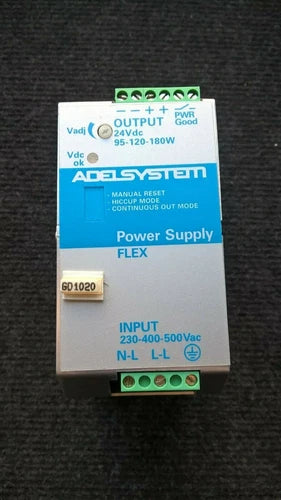 − − + +
PWR
Good
Vadj
OUTPUT
24Vdc
95-120-180W
Vdc
ok
ADELSYSTEM
- MANUAL RESET
- HICCUP MODE
- CONTINUOUS OUT MODE
Power Supply
FLEX
GD1020
INPUT
230-400-500Vac
N-L L-L